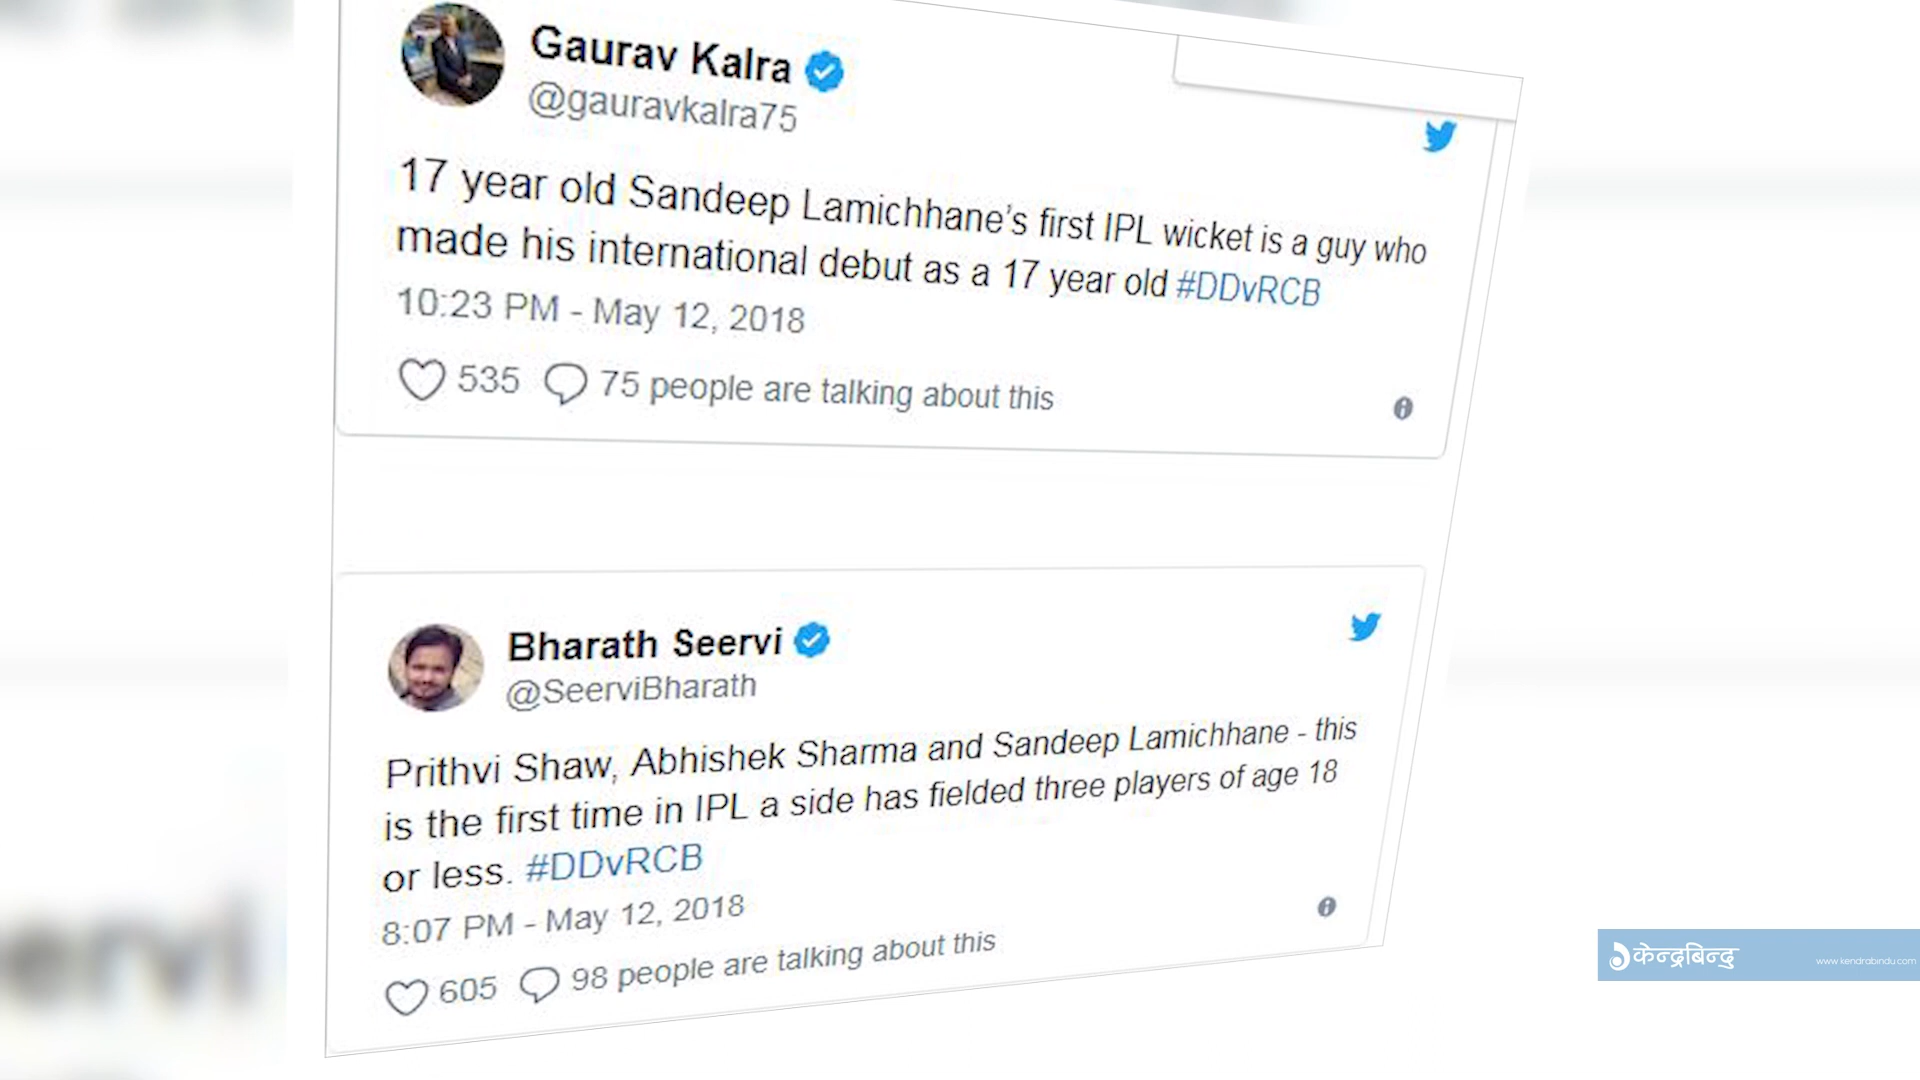 Gaurav Kalra
@gauravkalra75
17 year old Sandeep Lamichhane's first IPL wicket is a guy who
made his international debut as a 17 year old #DDvRCB
10:23 PM - May 12, 2018
535 75 people are talking about this
Bharath Seervi
@SeerviBharath
Prithvi Shaw, Abhishek Sharma and Sandeep Lamichhane - this
is the first time in IPL a side has fielded three players of age 18
or less. #DDvRCB
8:07 PM - May 12, 2018
605 98 people are talking about this
ervi
केन्द्रबिन्दु
www.kendrabindu.com